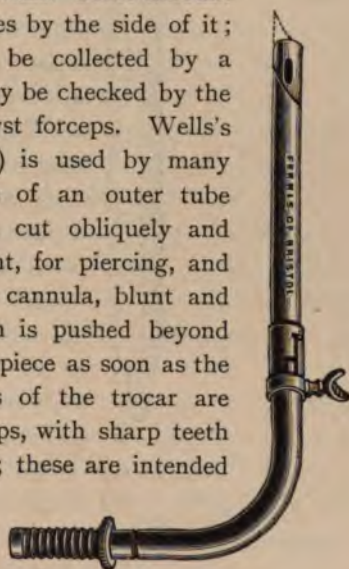 es by the side of it;
be collected by a
y be checked by the
st forceps. Wells's
) is used by many
of an outer tube
cut obliquely and
t, for piercing, and
cannula, blunt and
n is pushed beyond
piece as soon as the
s of the trocar are
ps, with sharp teeth
; these are intended
FERRIS OF BRISTOL